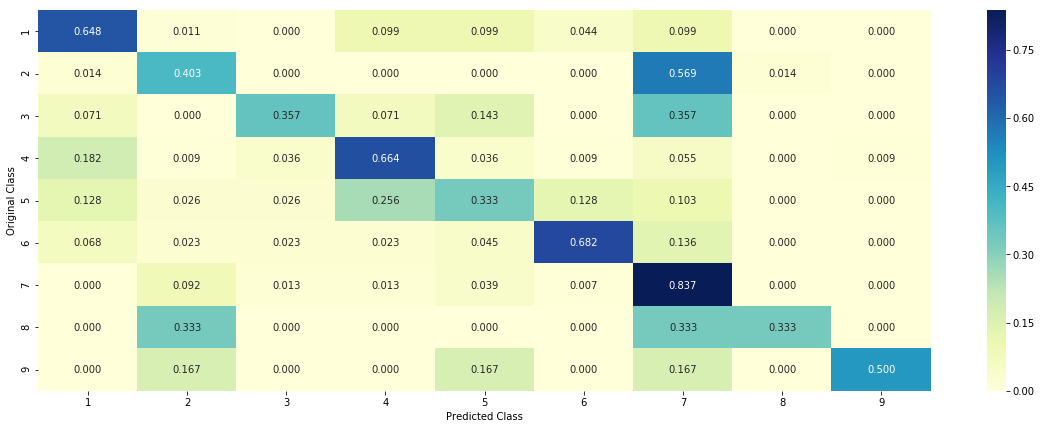 1 0.648 0.011 0.000 0.099 0.099 0.044 0.099 0.000 0.000
2 0.014 0.403 0.000 0.000 0.000 0.000 0.569 0.014 0.000
3 0.071 0.000 0.357 0.071 0.143 0.000 0.357 0.000 0.000
4 0.182 0.009 0.036 0.664 0.036 0.009 0.055 0.000 0.009
5 0.128 0.026 0.026 0.256 0.333 0.128 0.103 0.000 0.000
6 0.068 0.023 0.023 0.023 0.045 0.682 0.136 0.000 0.000
7 0.000 0.092 0.013 0.013 0.039 0.007 0.837 0.000 0.000
8 0.000 0.333 0.000 0.000 0.000 0.000 0.333 0.333 0.000
9 0.000 0.167 0.000 0.000 0.167 0.000 0.167 0.000 0.500
1 2 3 4 5 6 7 8 9
Predicted Class
Original Class
0.75
0.60
0.45
0.30
0.15
0.00